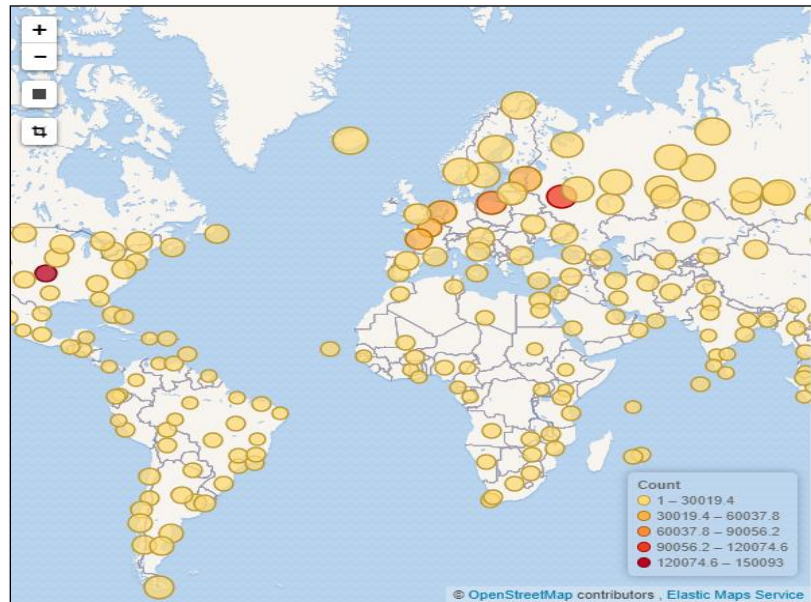 +
−
Count
1 – 30019.4
30019.4 – 60037.8
60037.8 – 90056.2
90056.2 – 120074.6
120074.6 – 150093
© OpenStreetMap contributors , Elastic Maps Service